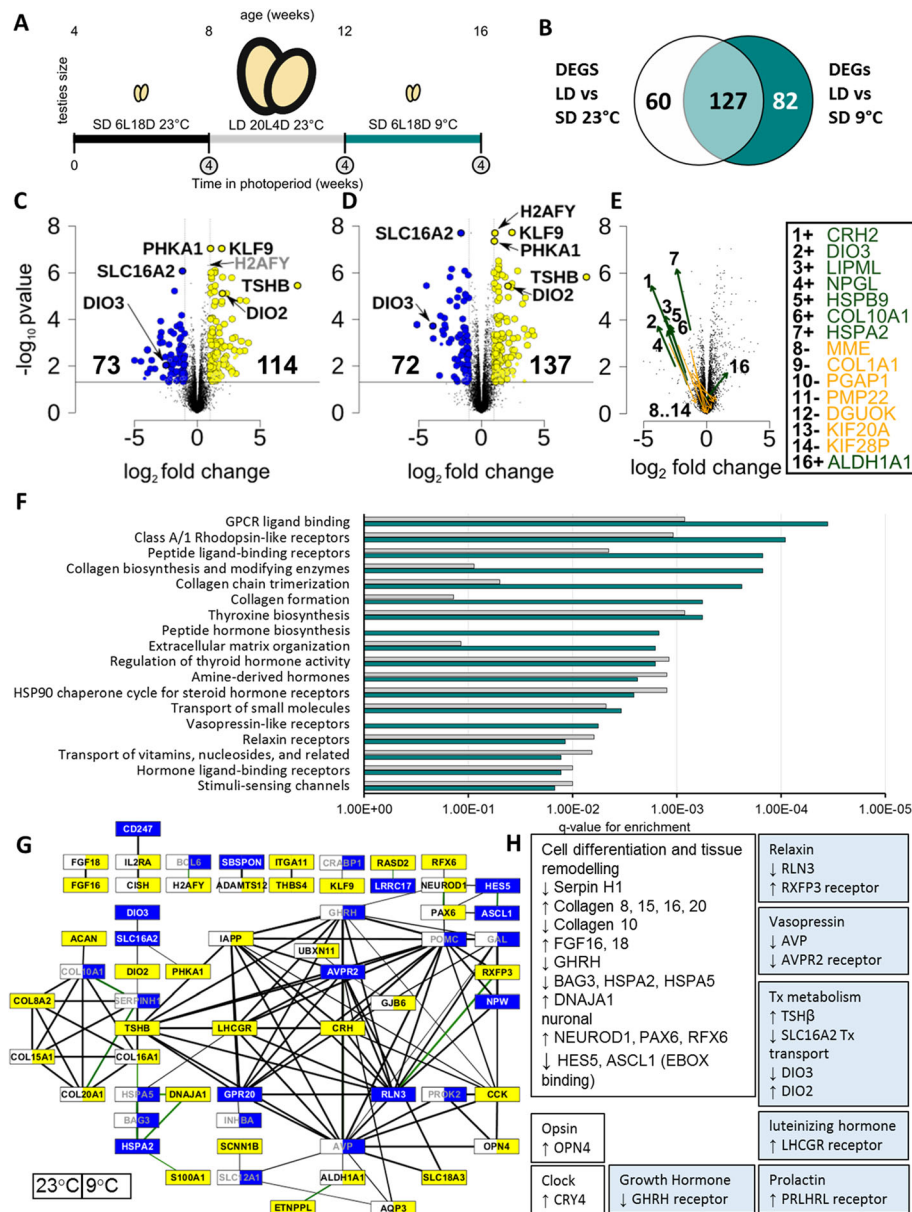 A
age (weeks)
4 8 12 16
testies size
SD 6L18D 23°C LD 20L4D 23°C SD 6L18D 9°C
0 4 4 4
Time in photoperiod (weeks)
B
DEGS
LD vs
SD 23°C
60 127 82
DEGs
LD vs
SD 9°C
C
8
6
4
2
0
-log10 pvalue
PHKA1 KLF9
H2AFY
SLC16A2
TSHB
DIO3
DIO2
73 114
-5 0 5
log2 fold change
D
8
6
4
2
0
H2AFY
SLC16A2 KLF9
PHKA1
TSHB
DIO3 DIO2
72 137
-5 0 5
log2 fold change
E
8
6
4
2
0
7
1
3
2 5
6
4
16
8..14
-5 0 5
log2 fold change
1+ CRH2
2+ DIO3
3+ LIPML
4+ NPGL
5+ HSPB9
6+ COL10A1
7+ HSPA2
8- MME
9- COL1A1
10- PGAP1
11- PMP22
12- DGUOK
13- KIF20A
14- KIF28P
16+ ALDH1A1
F
GPCR ligand binding
Class A/1 Rhodopsin-like receptors
Peptide ligand-binding receptors
Collagen biosynthesis and modifying enzymes
Collagen chain trimerization
Collagen formation
Thyroxine biosynthesis
Peptide hormone biosynthesis
Extracellular matrix organization
Regulation of thyroid hormone activity
Amine-derived hormones
HSP90 chaperone cycle for steroid hormone receptors
Transport of small molecules
Vasopressin-like receptors
Relaxin receptors
Transport of vitamins, nucleosides, and related
Hormone ligand-binding receptors
Stimuli-sensing channels
1.00E+00 1.00E-01 1.00E-02 1.00E-03 1.00E-04 1.00E-05
q-value for enrichment
G
CD247
FGF18 IL2RA BCL6 SBSPON ITGA11 CRABP1 RASD2 RFX6
FGF16 CISH H2AFY ADAMTS12 THBS4 KLF9 LRRC17 NEUROD1 HES5
DIO3 GHRH PAX6 ASCL1
ACAN SLC16A2 IAPP UBXN11 POMC GAL
COL10A1 DIO2 PHKA1 AVPR2 RXFP3
COL8A2 SERPINH1 GJB6 NPW
TSHB LHCGR CRH
COL15A1 COL16A1
COL20A1 HSPA5 DNAJA1 GPR20 RLN3 PROK2 CCK
BAG3 INHBA
HSPA2 SCNN1B AVP OPN4
S100A1 SLC12A1 ALDH1A1 SLC18A3
ETNPPL AQP3
23°C 9°C
H
Cell differentiation and tissue
remodelling
↓ Serpin H1
↑ Collagen 8, 15, 16, 20
↓ Collagen 10
↑ FGF16, 18
↓ GHRH
↓ BAG3, HSPA2, HSPA5
↑ DNAJA1
nuronal
↑ NEUROD1, PAX6, RFX6
↓ HES5, ASCL1 (EBOX
binding)
Relaxin
↓ RLN3
↑ RXFP3 receptor
Vasopressin
↓ AVP
↓ AVPR2 receptor
Tx metabolism
↑ TSHβ
↓ SLC16A2 Tx
transport
↓ DIO3
↑ DIO2
Opsin
↑ OPN4
luteinizing hormone
↑ LHCGR receptor
Clock
↑ CRY4
Growth Hormone
↓ GHRH receptor
Prolactin
↑ PRLHRL receptor